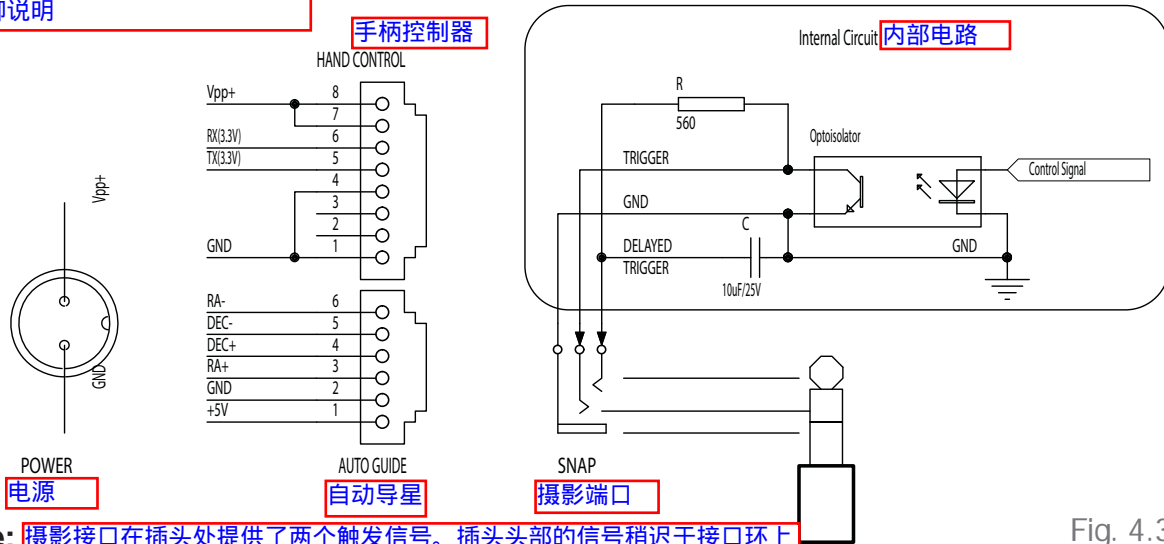 说明
手柄控制器
HAND CONTROL
Internal Circuit 内部电路
Vpp+ 8
7
RX(3.3V) 6
TX(3.3V) 5
4
3
2
GND 1
Vpp+
GND
R
560
Optoisolator
TRIGGER
Control Signal
GND
C
DELAYED
TRIGGER
GND
10uF/25V
RA- 6
DEC- 5
DEC+ 4
RA+ 3
GND 2
+5V 1
POWER
电源
AUTO GUIDE
自动导星
SNAP
摄影端口
e: 摄影接口在插头处提供了两个触发信号。插头头部的信号稍迟于接口环上
Fig. 4.3